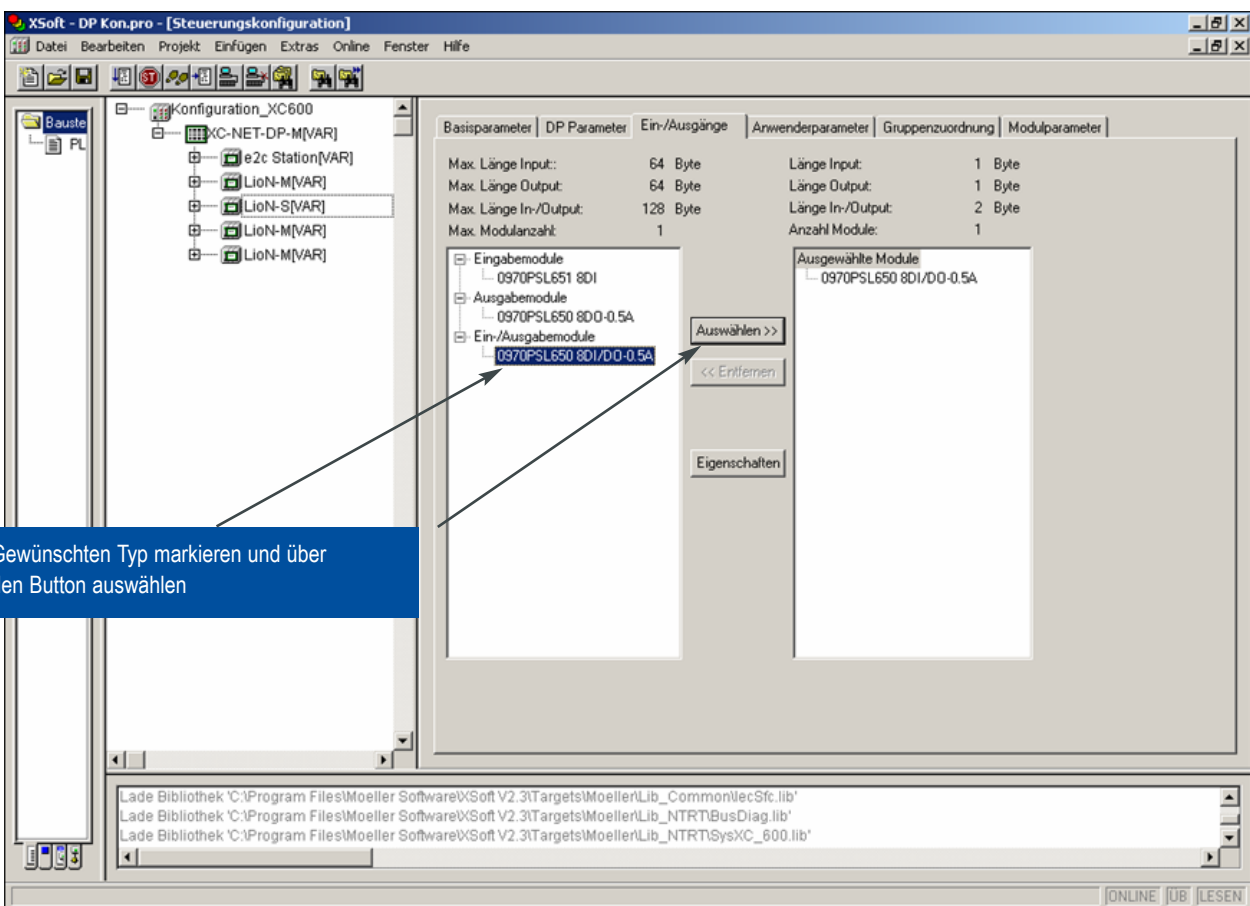 XSoft - DP Kon.pro - [Steuerungskonfiguration]
Datei Bearbeiten Projekt Einfügen Extras Online Fenster Hilfe
Bauste
PL
Konfiguration_XC600
XC-NET-DP-M[VAR]
e2c Station[VAR]
LioN-M[VAR]
LioN-S[VAR]
LioN-M[VAR]
LioN-M[VAR]
Basisparameter DP Parameter Ein-/Ausgänge Anwenderparameter Gruppenzuordnung Modulparameter
Max. Länge Input:: 64 Byte
Max. Länge Output: 64 Byte
Max. Länge In-/Output: 128 Byte
Max. Modulanzahl: 1
Länge Input: 1 Byte
Länge Output: 1 Byte
Länge In-/Output: 2 Byte
Anzahl Module: 1
Eingabemodule
0970PSL651 8DI
Ausgabemodule
0970PSL650 8DO-0.5A
Ein-/Ausgabemodule
0970PSL650 8DI/DO-0.5A
Auswählen >>
<< Entfernen
Eigenschaften
Ausgewählte Module
0970PSL650 8DI/DO-0.5A
Gewünschten Typ markieren und über
den Button auswählen
Lade Bibliothek 'C:\Program Files\Moeller Software\XSoft V2.3\Targets\Moeller\Lib_Common\IecSfc.lib'
Lade Bibliothek 'C:\Program Files\Moeller Software\XSoft V2.3\Targets\Moeller\Lib_NTRT\BusDiag.lib'
Lade Bibliothek 'C:\Program Files\Moeller Software\XSoft V2.3\Targets\Moeller\Lib_NTRT\SysXC_600.lib'
ONLINE ÜB LESEN